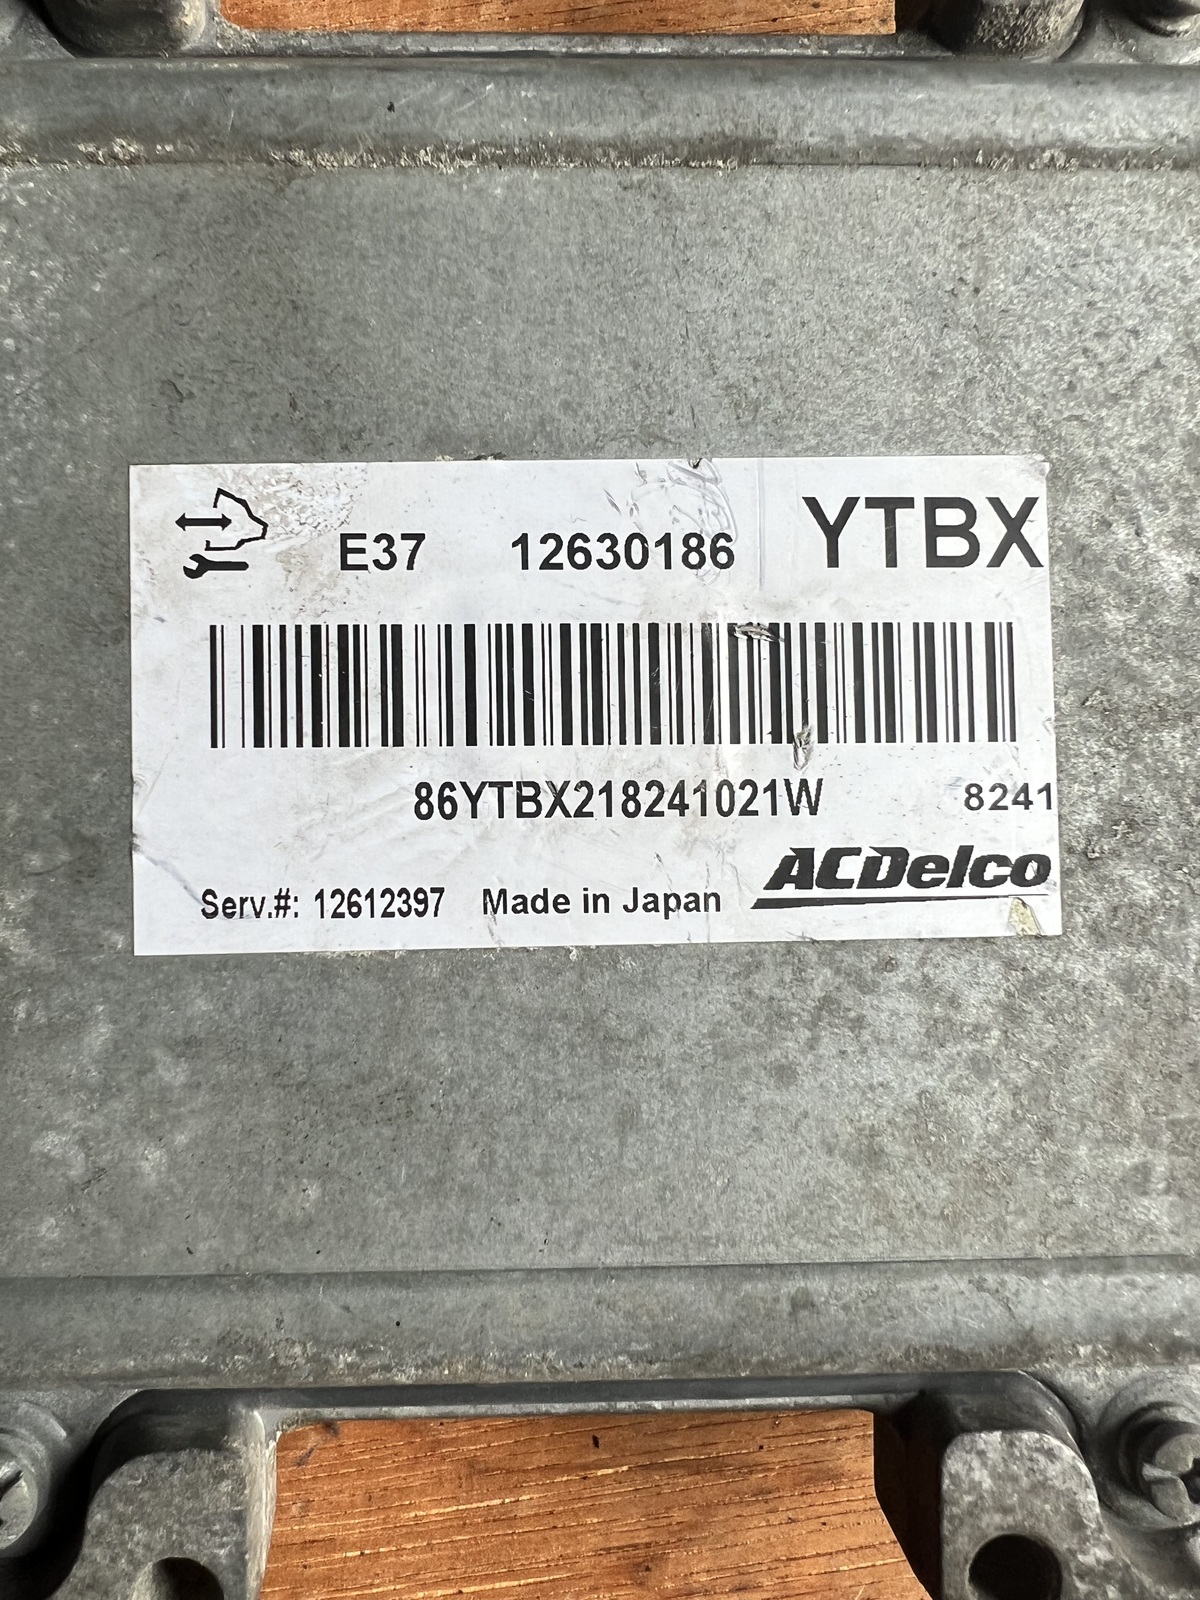 E37 12630186 YTBX
86YTBX218241021W 8241
ACDelco
Serv.#: 12612397 Made in Japan